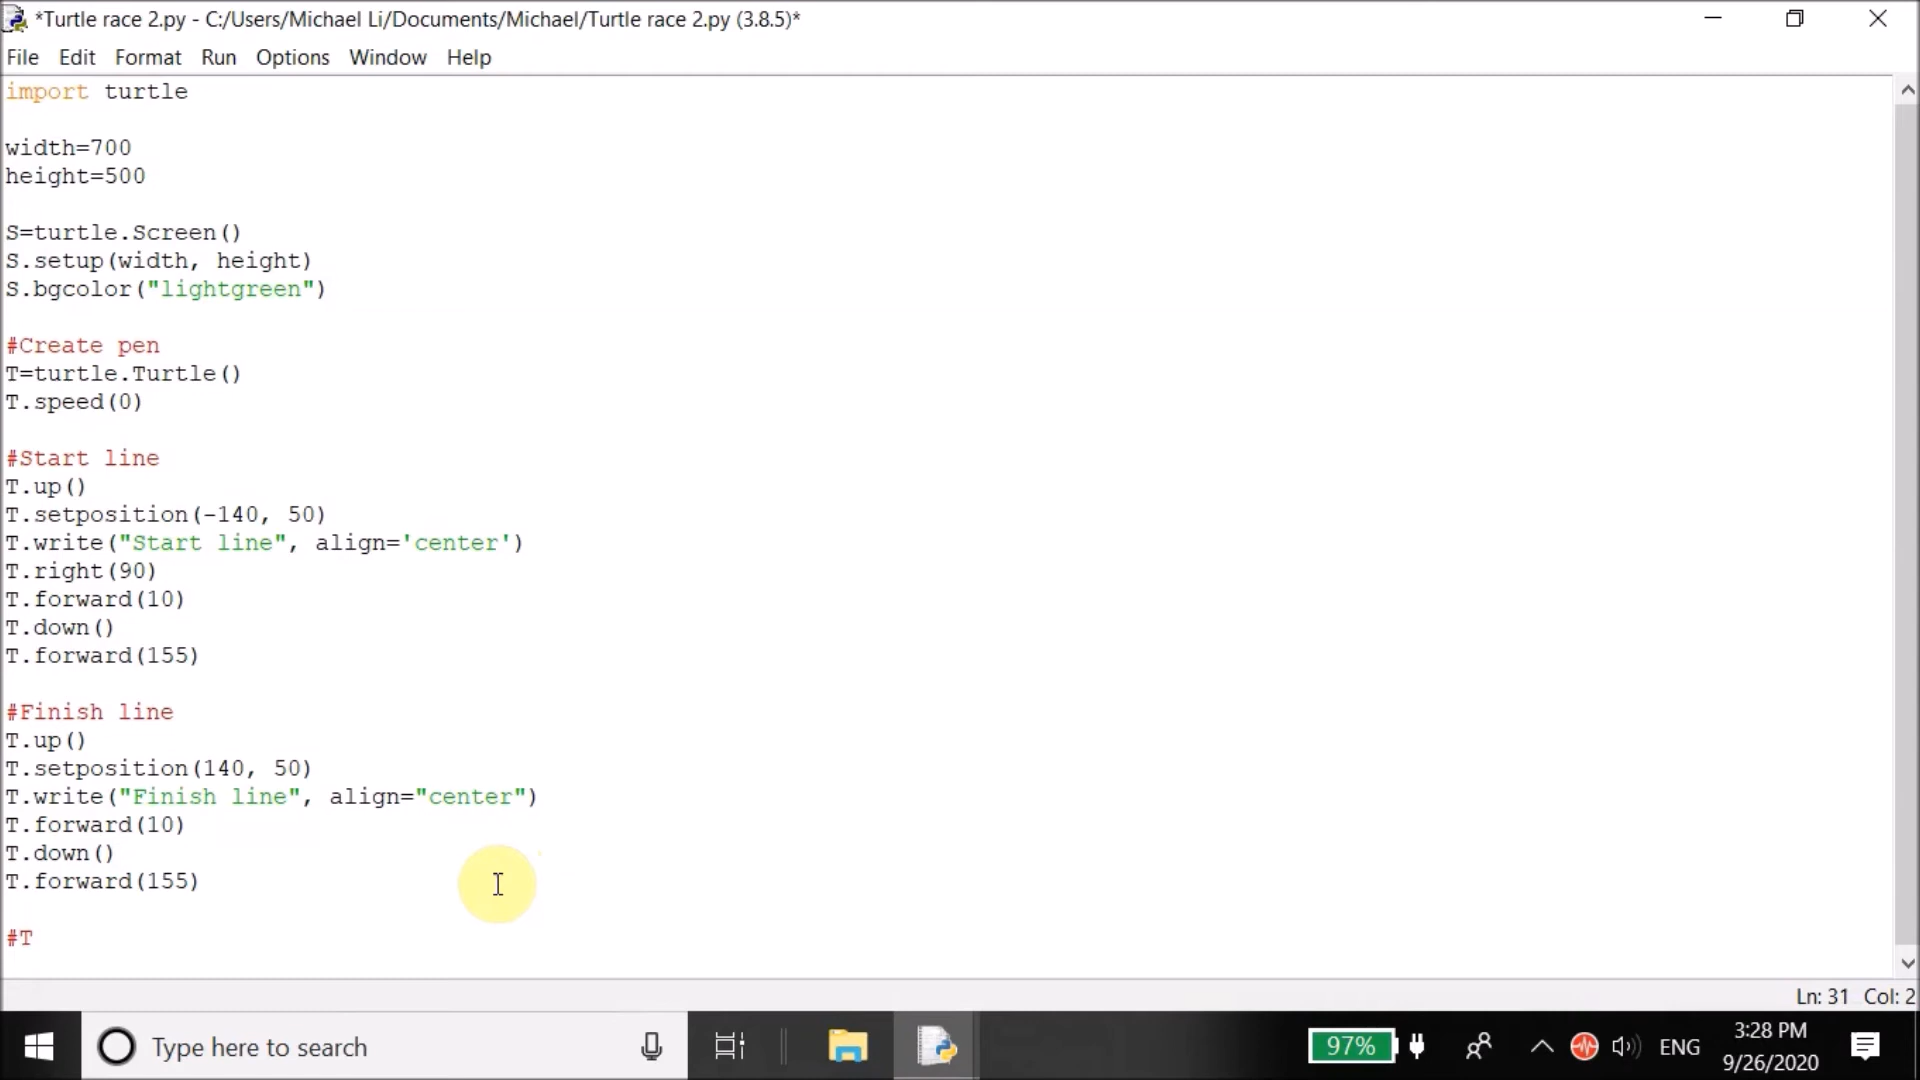 *Turtle race 2.py - C:/Users/Michael Li/Documents/Michael/Turtle race 2.py (3.8.5)*
File Edit Format Run Options Window Help
import turtle
width=700
height=500
S=turtle.Screen()
S.setup(width, height)
S.bgcolor("lightgreen")
#Create pen
T=turtle.Turtle()
T.speed(0)
#Start line
T.up()
T.setposition(-140, 50)
T.write("Start line", align='center')
T.right(90)
T.forward(10)
T.down()
T.forward(155)
#Finish line
T.up()
T.setposition(140, 50)
T.write("Finish line", align="center")
T.forward(10)
T.down()
T.forward(155)
#T
Ln: 31 Col: 2
Type here to search
97%
ENG
3:28 PM
9/26/2020